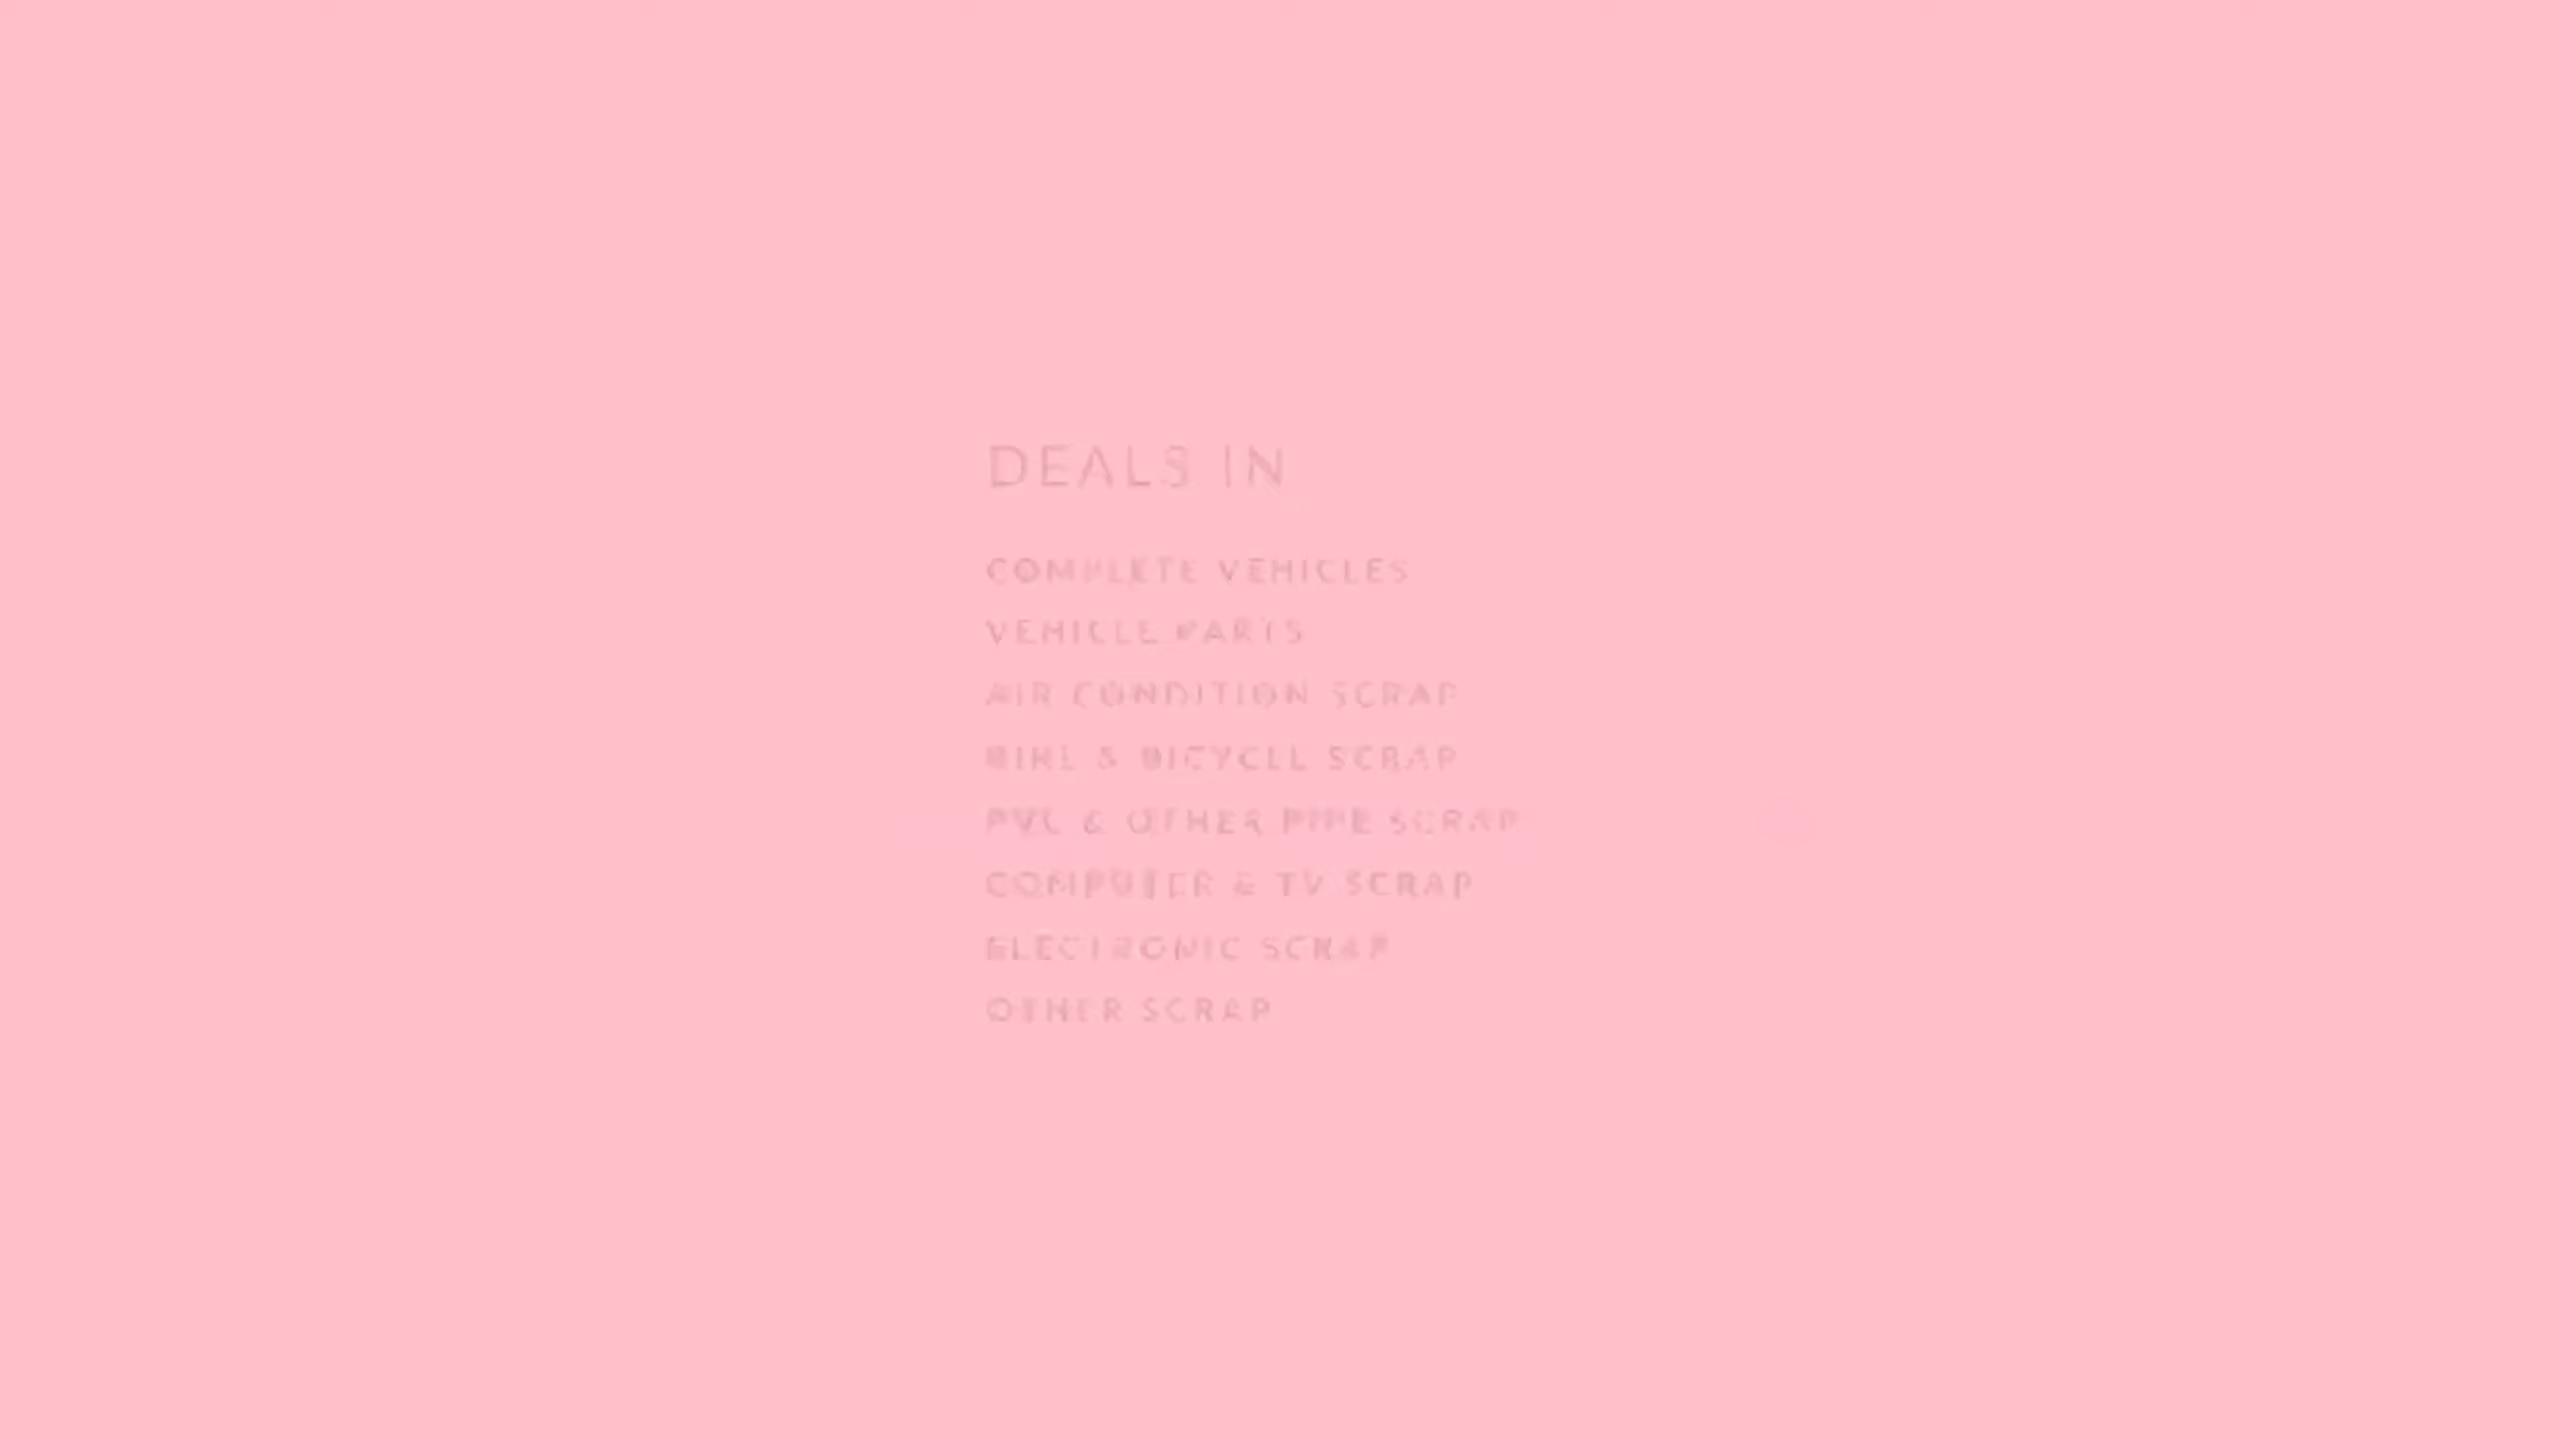 DEALS IN
COMPLETE VEHICLES
VEHICLE PARTS
AIR CONDITION SCRAP
BIKE & BICYCLE SCRAP
PVC & OTHER PIPE SCRAP
COMPUTER & TV SCRAP
ELECTRONIC SCRAP
OTHER SCRAP